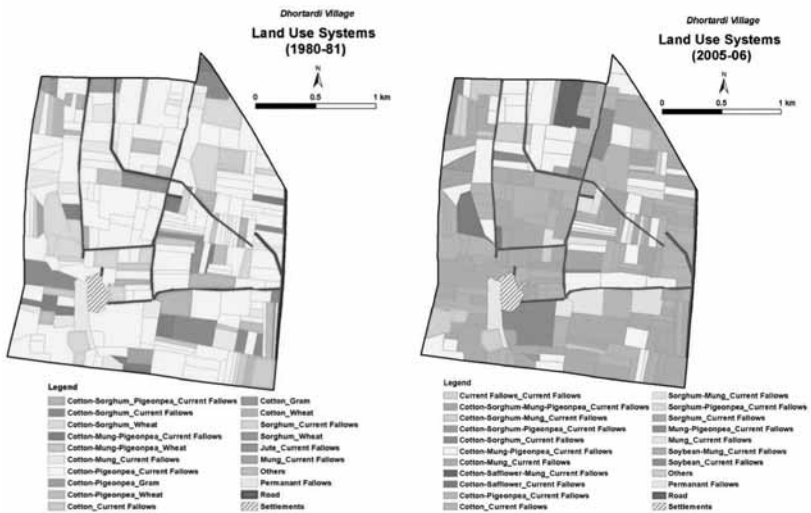 Dhortardi Village
Land Use Systems
(1980-81)
N
0 0.5 1 km
Legend
Cotton-Sorghum_Pigeonpea_Current Fallows
Cotton-Sorghum_Current Fallows
Cotton-Sorghum_Wheat
Cotton-Mung-Pigeonpea_Current Fallows
Cotton-Mung-Pigeonpea_Wheat
Cotton-Mung_Current Fallows
Cotton-Pigeonpea_Current Fallows
Cotton-Pigeonpea_Gram
Cotton-Pigeonpea_Wheat
Cotton_Current Fallows
Cotton_Gram
Cotton_Wheat
Sorghum_Current Fallows
Sorghum_Wheat
Jute_Current Fallows
Mung_Current Fallows
Others
Permanant Fallows
Road
Settlements
Dhortardi Village
Land Use Systems
(2005-06)
N
0 0.5 1 km
Legend
Current Fallows_Current Fallows
Cotton-Sorghum-Mung-Pigeonpea_Current Fallows
Cotton-Sorghum-Mung_Current Fallows
Cotton-Sorghum-Pigeonpea_Current Fallows
Cotton-Sorghum_Current Fallows
Cotton-Mung-Pigeonpea_Current Fallows
Cotton-Mung_Current Fallows
Cotton-Safflower-Mung_Current Fallows
Cotton-Safflower_Current Fallows
Cotton-Pigeonpea_Current Fallows
Cotton_Current Fallows
Sorghum-Mung_Current Fallows
Sorghum-Pigeonpea_Current Fallows
Sorghum_Current Fallows
Mung-Pigeonpea_Current Fallows
Mung_Current Fallows
Soybean-Mung_Current Fallows
Soybean_Current Fallows
Others
Permanant Fallows
Road
Settlements